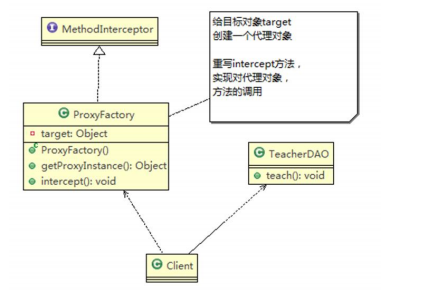 MethodInterceptor
给目标对象target
创建一个代理对象
重写intercept方法，
实现对代理对象，
方法的调用
ProxyFactory
target: Object
ProxyFactory()
getProxyInstance(): Object
intercept(): void
TeacherDAO
teach(): void
Client